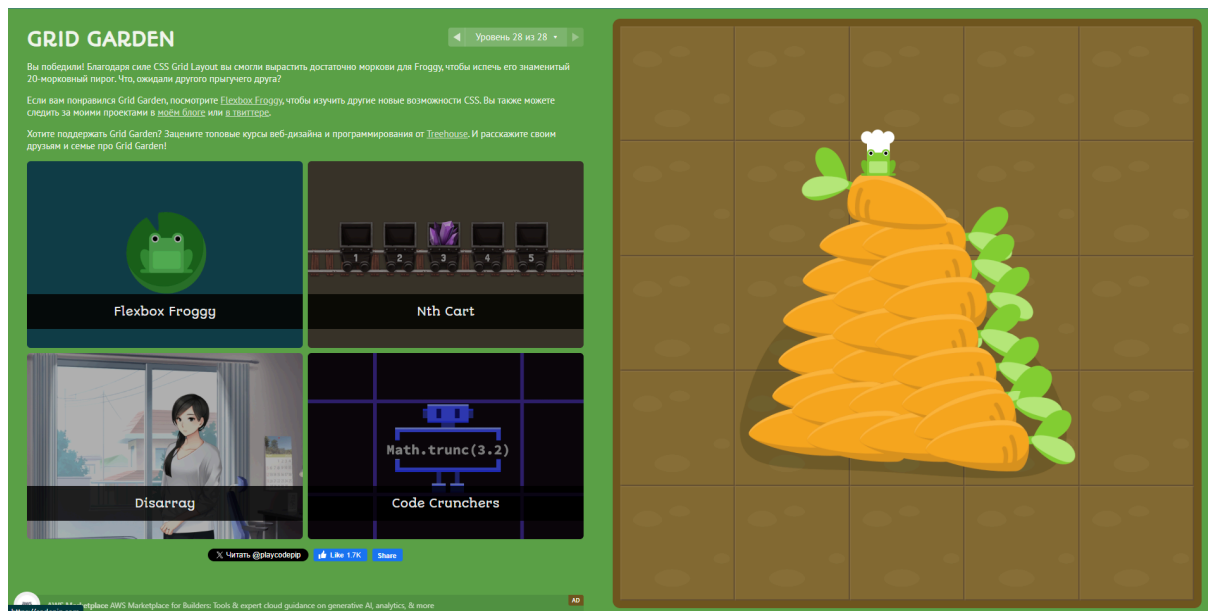 GRID GARDEN
Уровень 28 из 28
Вы победили! Благодаря силе CSS Grid Layout вы смогли вырастить достаточно моркови для Froggy, чтобы испечь его знаменитый
20-морковный пирог. Что, ожидали другого прыгучего друга?
Если вам понравился Grid Garden, посмотрите Flexbox Froggy, чтобы изучить другие новые возможности CSS. Вы также можете
следить за моими проектами в моём блоге или в твиттере.
Хотите поддержать Grid Garden? Зацените топовые курсы веб-дизайна и программирования от Treehouse. И расскажите своим
друзьям и семье про Grid Garden!
Flexbox Froggy
1 2 3 4 5
Nth Cart
Disarray
Math.trunc(3.2)
Code Crunchers
Читать @playcodepip
Like 1.7K
Share
AWS Marketplace for Builders: Tools & expert cloud guidance on generative AI, analytics, & more
AD